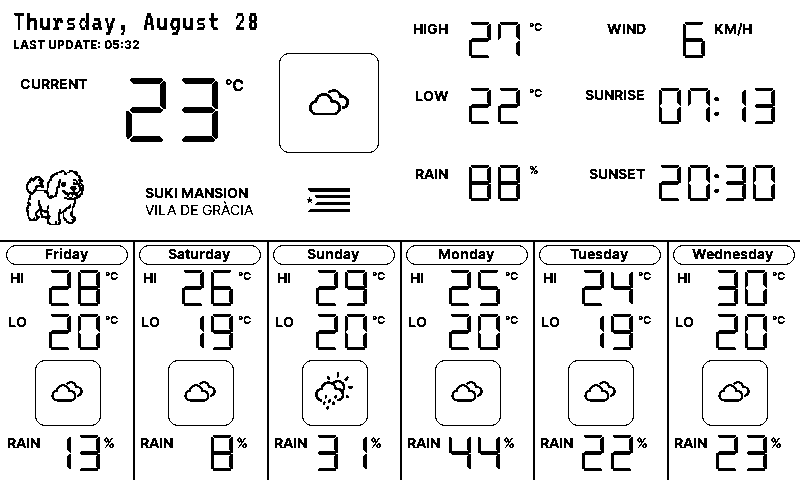 Thursday, August 28
LAST UPDATE: 05:32
CURRENT 23 °C
HIGH 27 °C
WIND 6 KM/H
LOW 22 °C
SUNRISE 07:13
RAIN 88 %
SUNSET 20:30
SUKI MANSION
VILA DE GRÀCIA
Friday
HI 28 °C
LO 20 °C
RAIN 13 %
Saturday
HI 26 °C
LO 19 °C
RAIN 8 %
Sunday
HI 29 °C
LO 20 °C
RAIN 31 %
Monday
HI 25 °C
LO 20 °C
RAIN 44 %
Tuesday
HI 24 °C
LO 19 °C
RAIN 22 %
Wednesday
HI 30 °C
LO 20 °C
RAIN 23 %